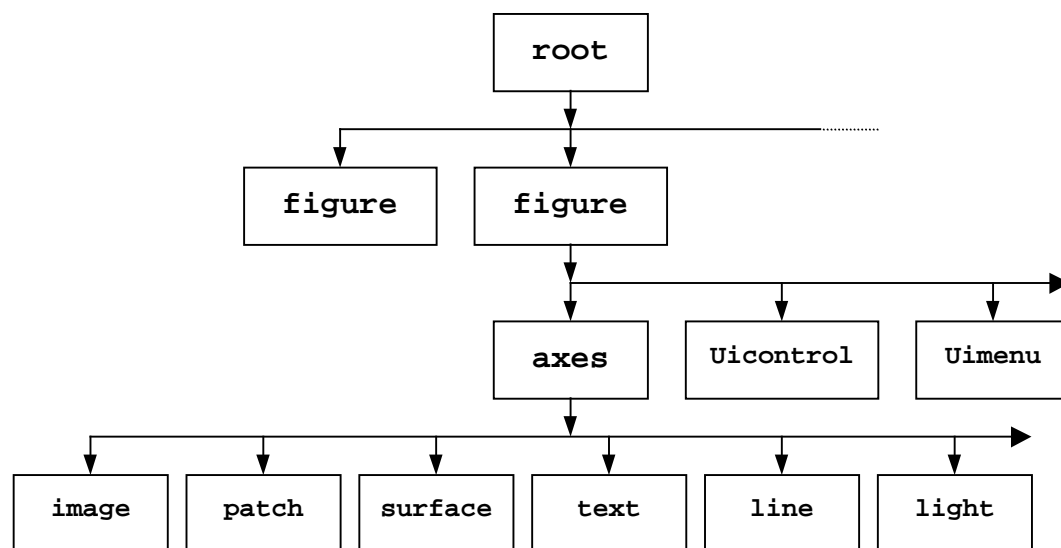 root
figure
figure
axes
Uicontrol
Uimenu
image
patch
surface
text
line
light